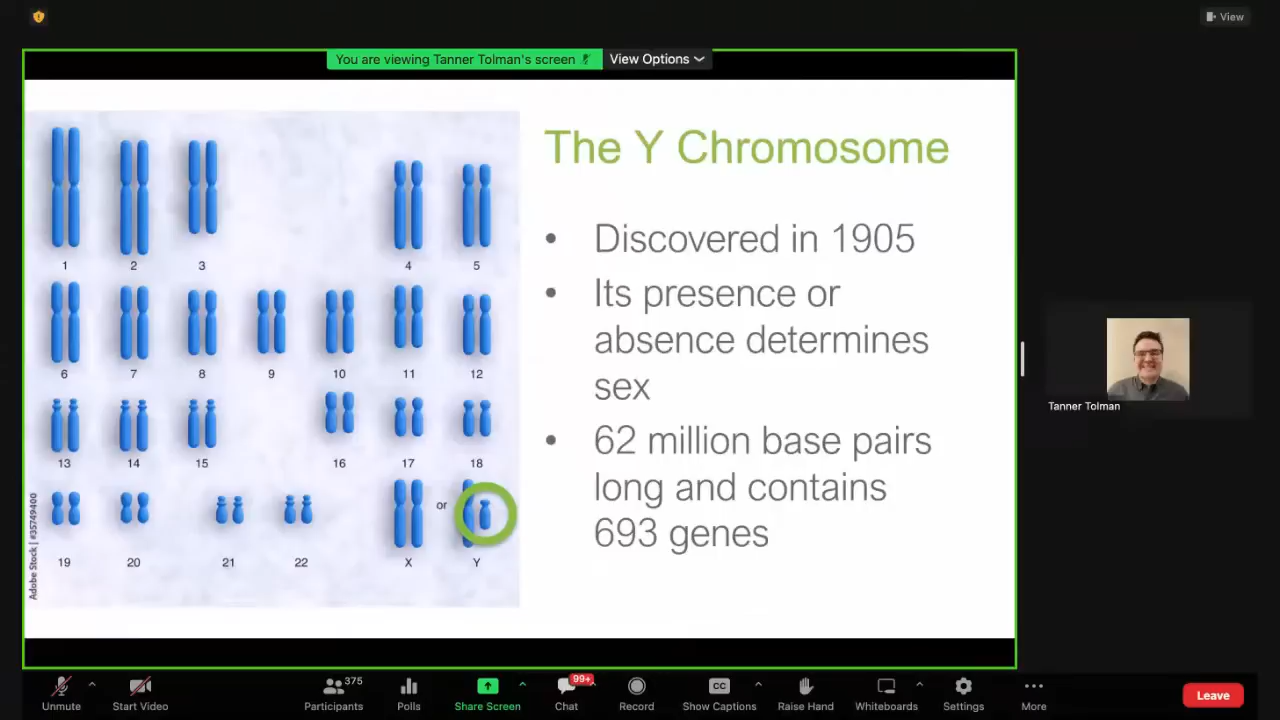 View
You are viewing Tanner Tolman's screen
View Options
The Y Chromosome
• Discovered in 1905
• Its presence or
absence determines
sex
• 62 million base pairs
long and contains
693 genes
1 2 3 4 5
6 7 8 9 10 11 12
13 14 15 16 17 18
or
19 20 21 22 X Y
Adobe Stock | #35749400
Tanner Tolman
375
99+
CC
Unmute Start Video Participants Polls Share Screen Chat Record Show Captions Raise Hand Whiteboards Settings More Leave